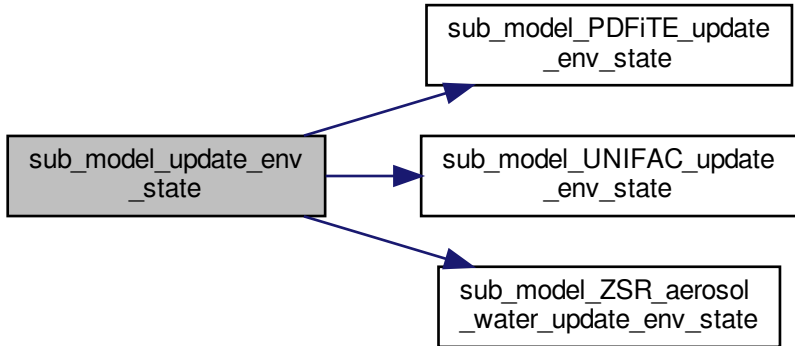 sub_model_PDFiTE_update
_env_state
sub_model_update_env
_state
sub_model_UNIFAC_update
_env_state
sub_model_ZSR_aerosol
_water_update_env_state